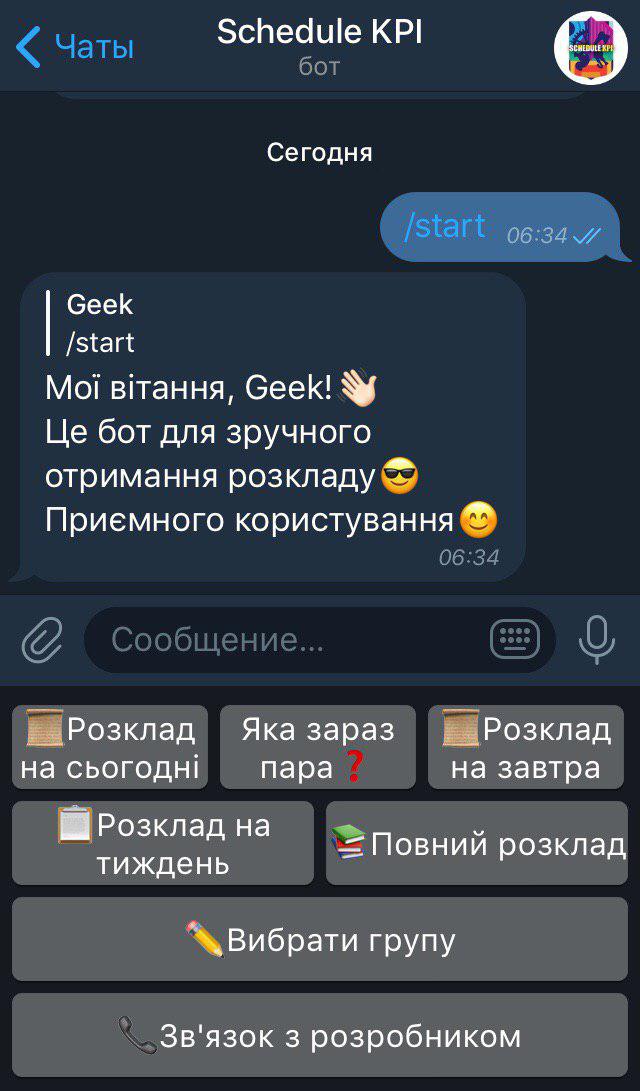 Чаты
Schedule KPI
бот
SCHEDULE KPI
Сегодня
/start 06:34
Geek
/start
Мої вітання, Geek!👋🏻
Це бот для зручного
отримання розкладу😎
Приємного користування😊
06:34
Сообщение...
📜Розклад
на сьогодні
Яка зараз
пара❓
📜Розклад
на завтра
📋Розклад на
тиждень
📚Повний розклад
✏️Вибрати групу
📞Зв'язок з розробником